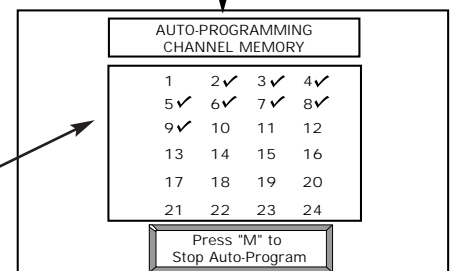 AUTO-PROGRAMMING
CHANNEL MEMORY
1 2✓ 3✓ 4✓
5✓ 6✓ 7✓ 8✓
9✓ 10 11 12
13 14 15 16
17 18 19 20
21 22 23 24
Press "M" to
Stop Auto-Program